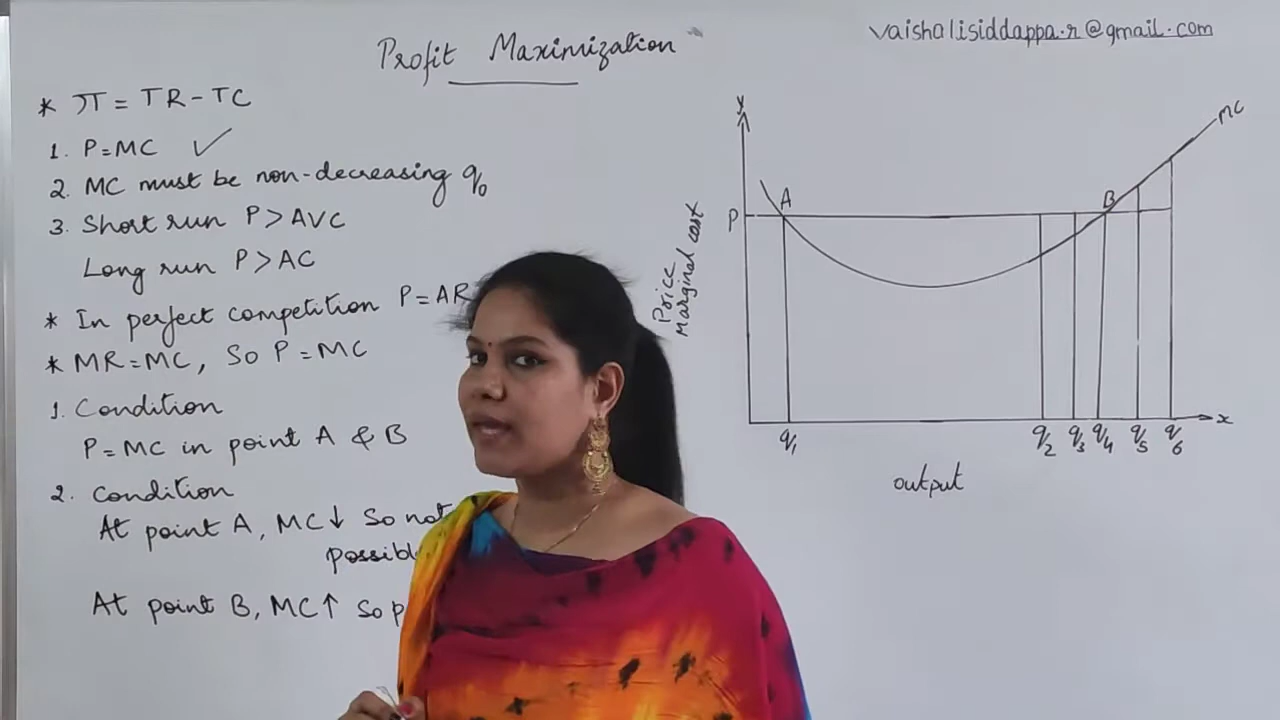 Profit Maximization
vaishalisiddappa.r@gmail.com
* π = TR - TC
1. P=MC ✓
2. MC must be non-decreasing q₀
3. Short run P > AVC
Long run P > AC
* In perfect competition P = AR
* MR = MC, So P = MC
1. Condition
P = MC in point A & B
2. Condition
At point A, MC↓ So not
At point B, MC↑ So
y
MC
A
B
P
Price
Marginal cost
q₁ q₂ q₃ q₄ q₅ q₆ x
output